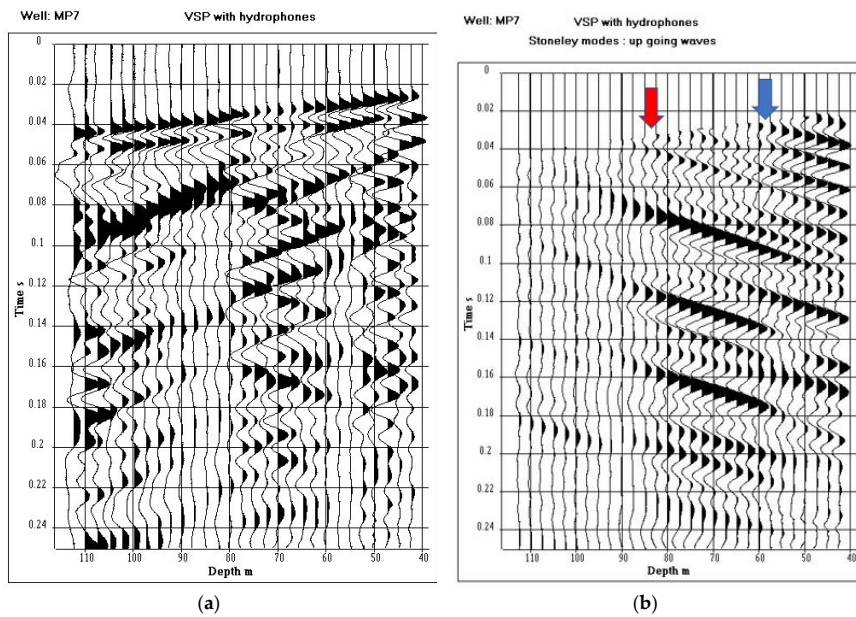 Well: MP7 VSP with hydrophones
0
0.02
0.04
0.06
0.08
0.1
0.12
0.14
0.16
0.18
0.2
0.22
0.24
Time s
110 100 90 80 70 60 50 40
Depth m
(a)
Well: MP7 VSP with hydrophones
Stoneley modes : up going waves
0
0.02
0.04
0.06
0.08
0.1
0.12
0.14
0.16
0.18
0.2
0.22
0.24
Time s
110 100 90 80 70 60 50 40
Depth m
(b)